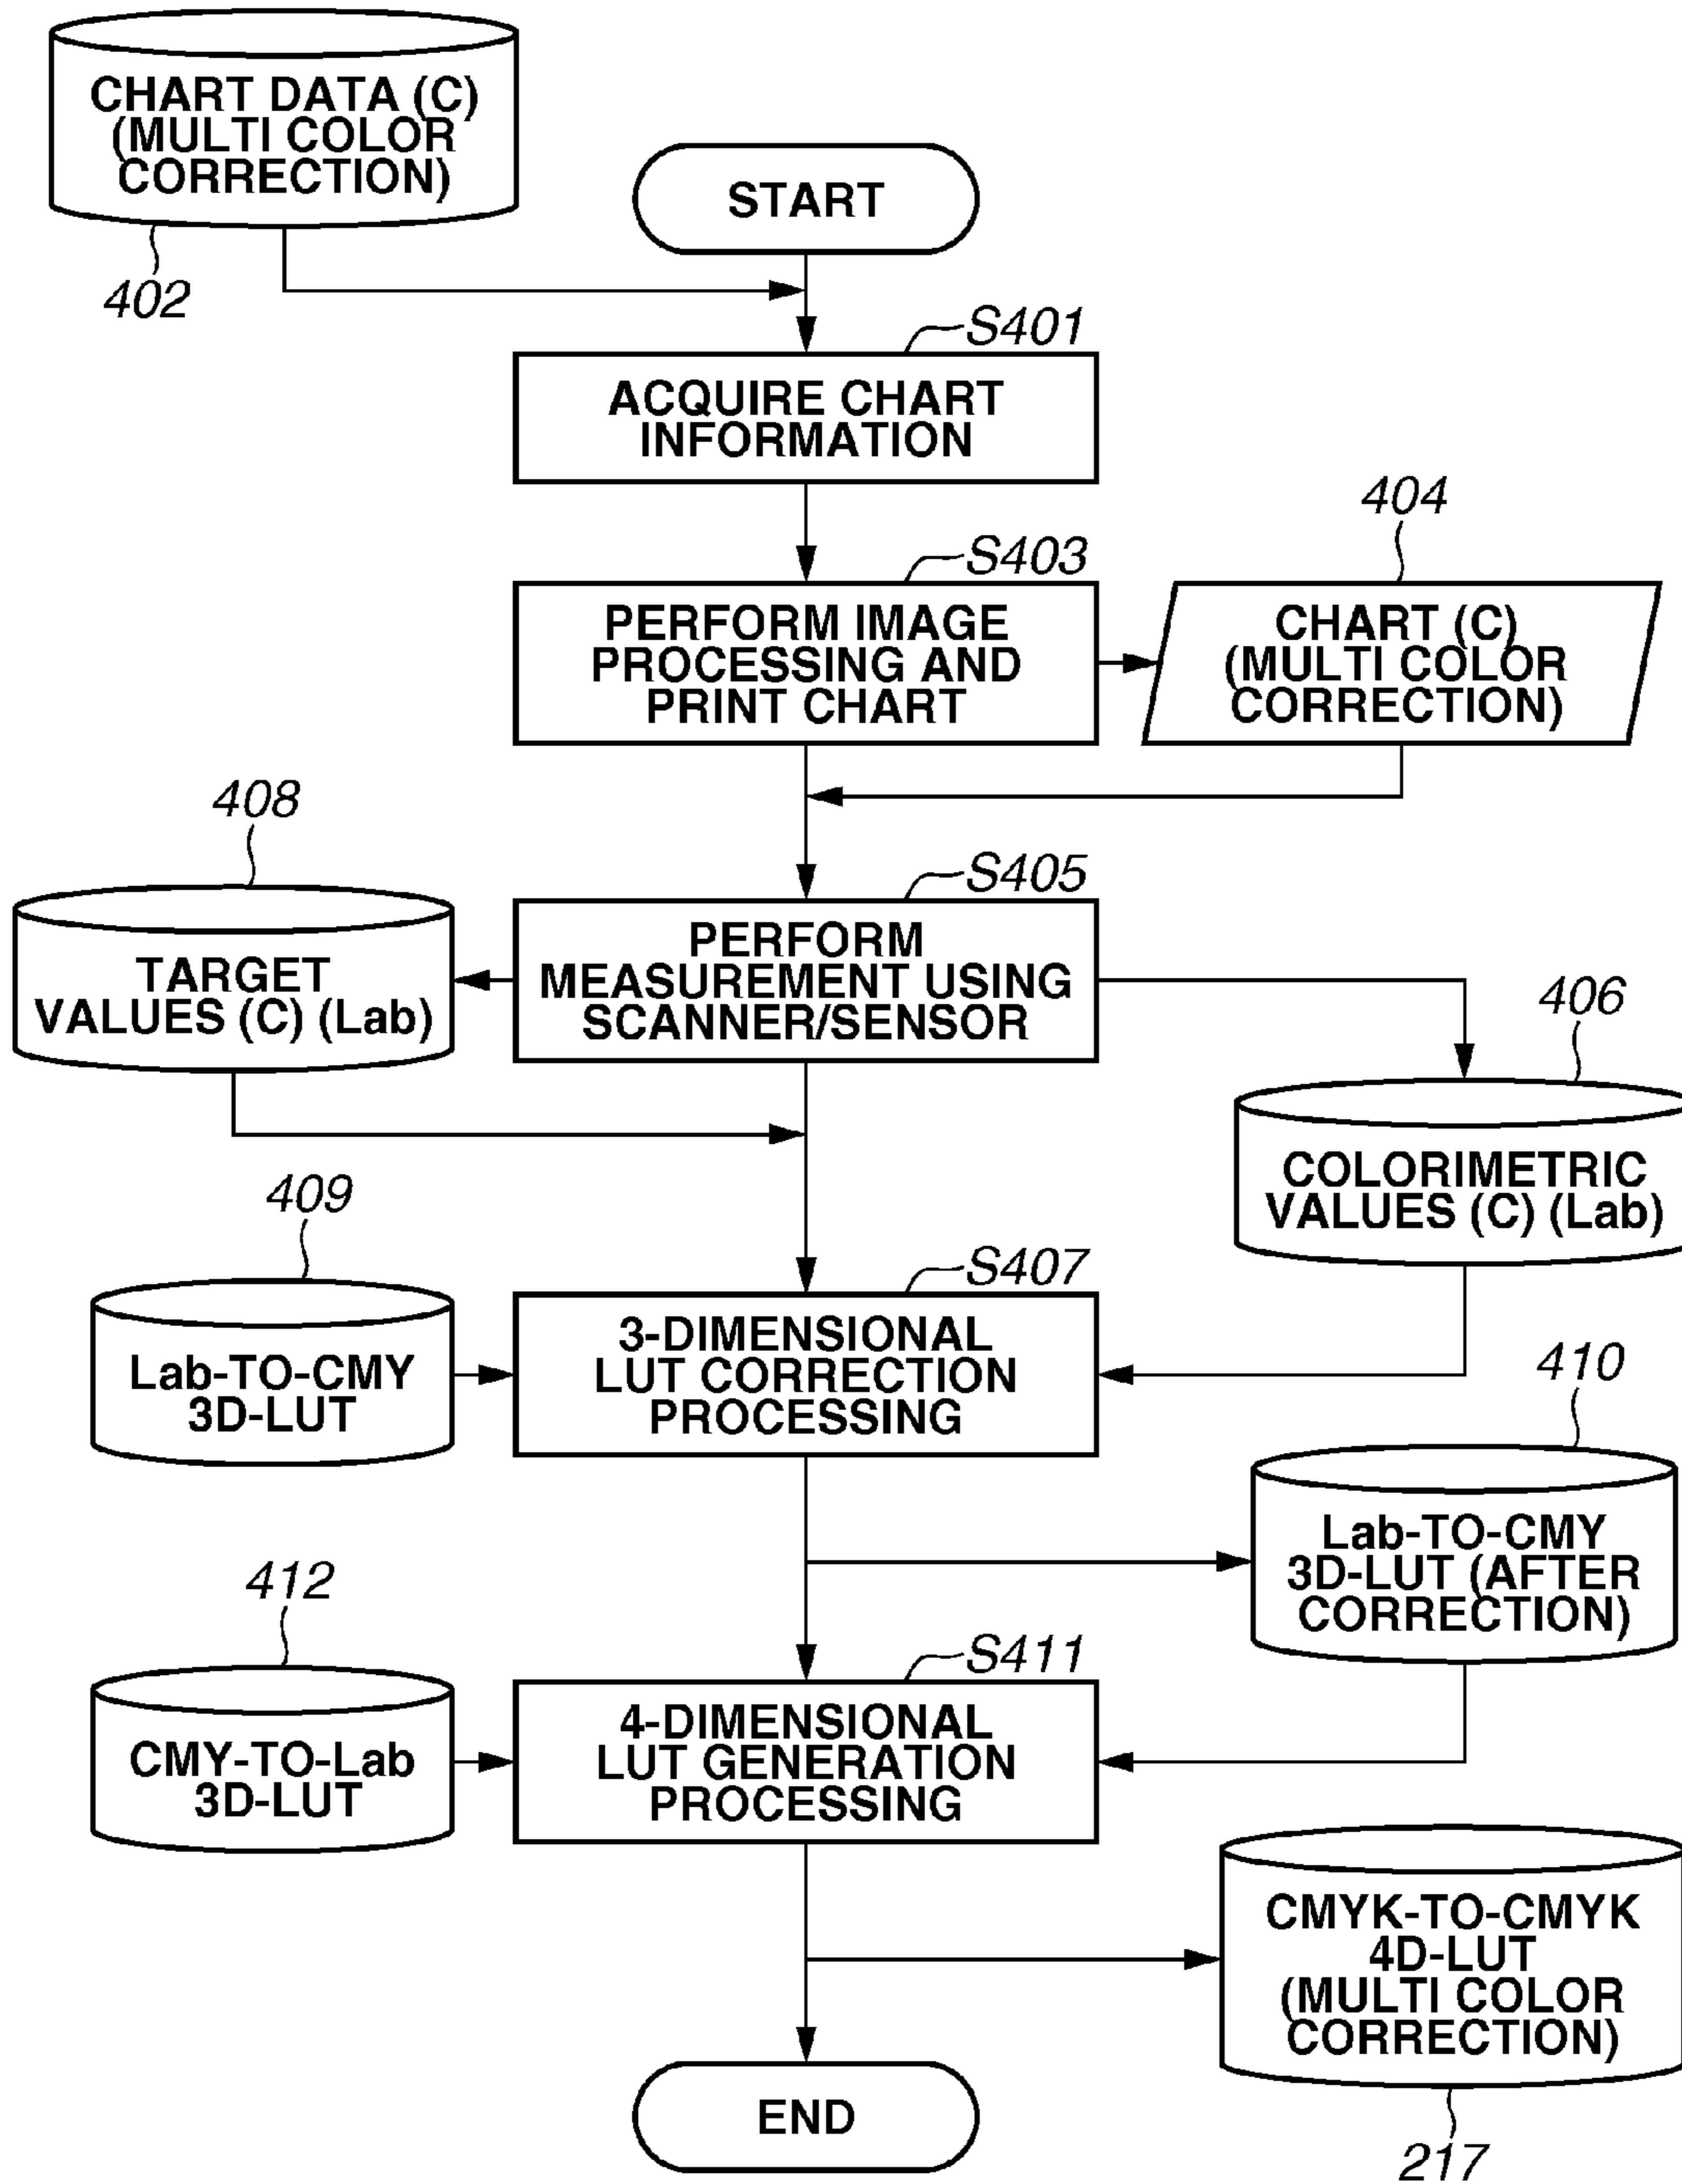 CHART DATA (C)
(MULTI COLOR
CORRECTION)
402
START
S401
ACQUIRE CHART
INFORMATION
S403
PERFORM IMAGE
PROCESSING AND
PRINT CHART
404
CHART (C)
(MULTI COLOR
CORRECTION)
408
TARGET
VALUES (C) (Lab)
S405
PERFORM
MEASUREMENT USING
SCANNER/SENSOR
406
COLORIMETRIC
VALUES (C) (Lab)
409
Lab-TO-CMY
3D-LUT
S407
3-DIMENSIONAL
LUT CORRECTION
PROCESSING
410
Lab-TO-CMY
3D-LUT (AFTER
CORRECTION)
412
CMY-TO-Lab
3D-LUT
S411
4-DIMENSIONAL
LUT GENERATION
PROCESSING
CMYK-TO-CMYK
4D-LUT
(MULTI COLOR
CORRECTION)
217
END